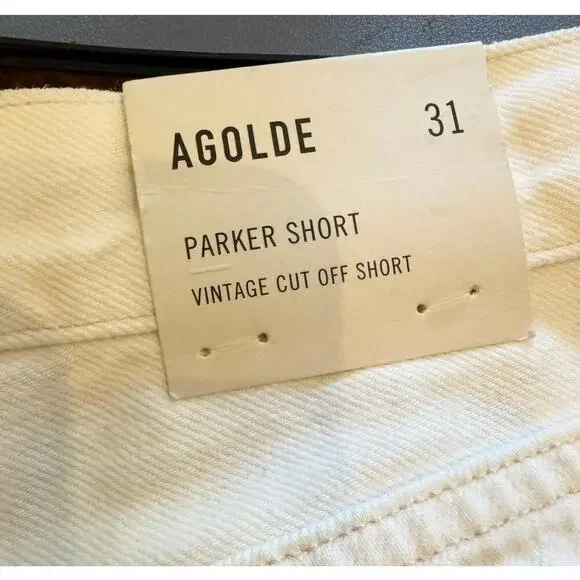 AGOLDE 31
PARKER SHORT
VINTAGE CUT OFF SHORT